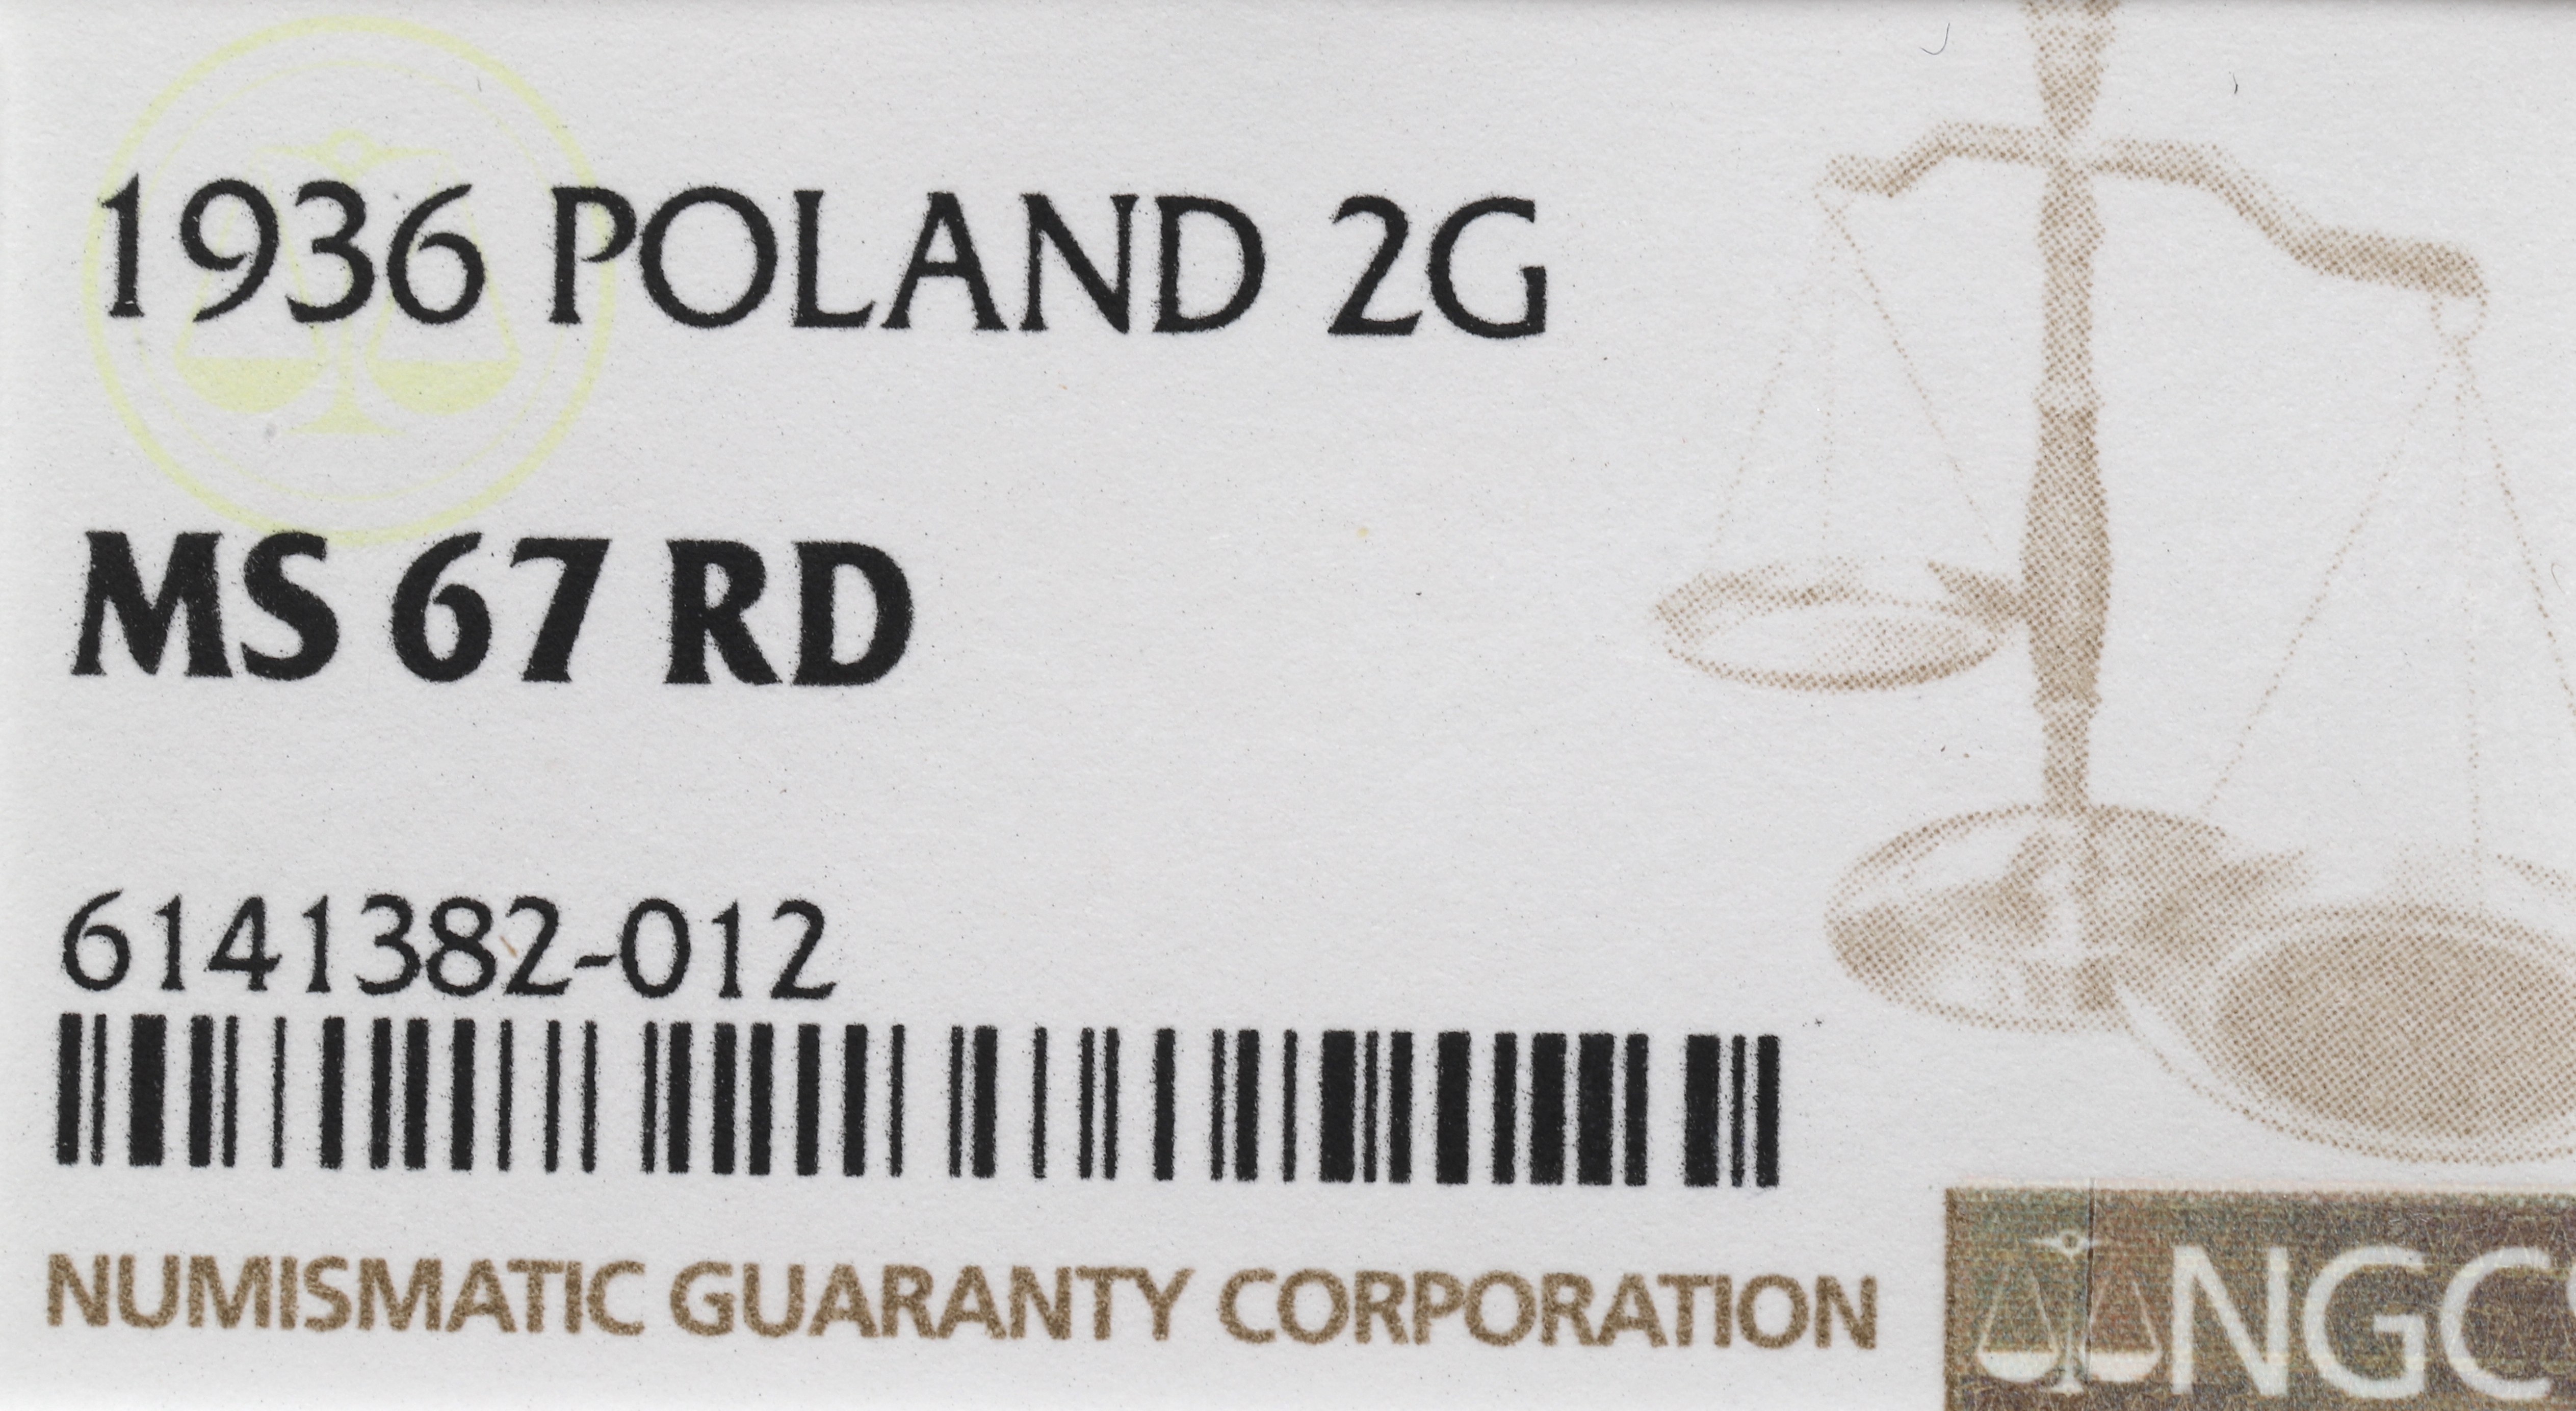 1936 POLAND 2G
MS 67 RD
6141382-012
NUMISMATIC GUARANTY CORPORATION
NGC